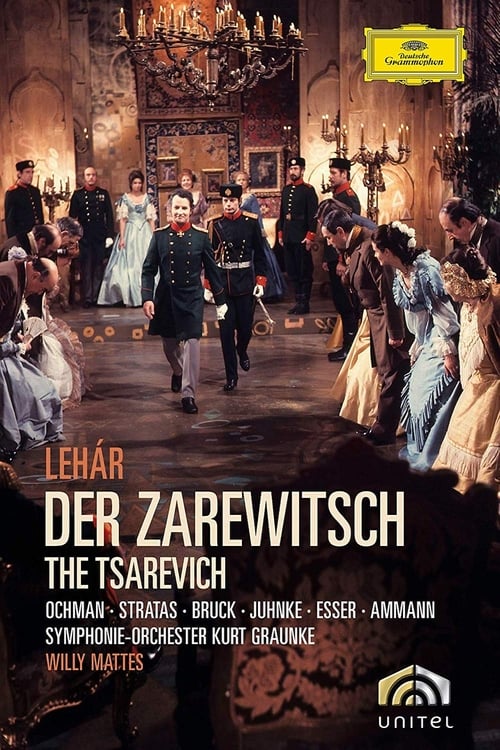 Deutsche
Grammophon
LEHÁR
DER ZAREWITSCH
THE TSAREVICH
OCHMAN · STRATAS · BRUCK · JUHNKE · ESSER · AMMANN
SYMPHONIE-ORCHESTER KURT GRAUNKE
WILLY MATTES
UNITEL